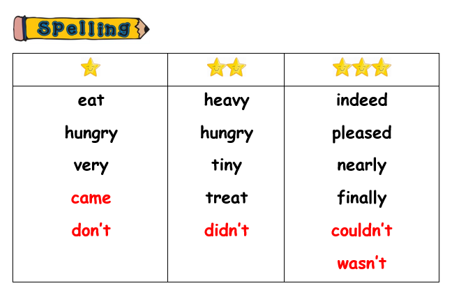 Spelling
eat heavy indeed
hungry hungry pleased
very tiny nearly
came treat finally
don't didn't couldn't
wasn't